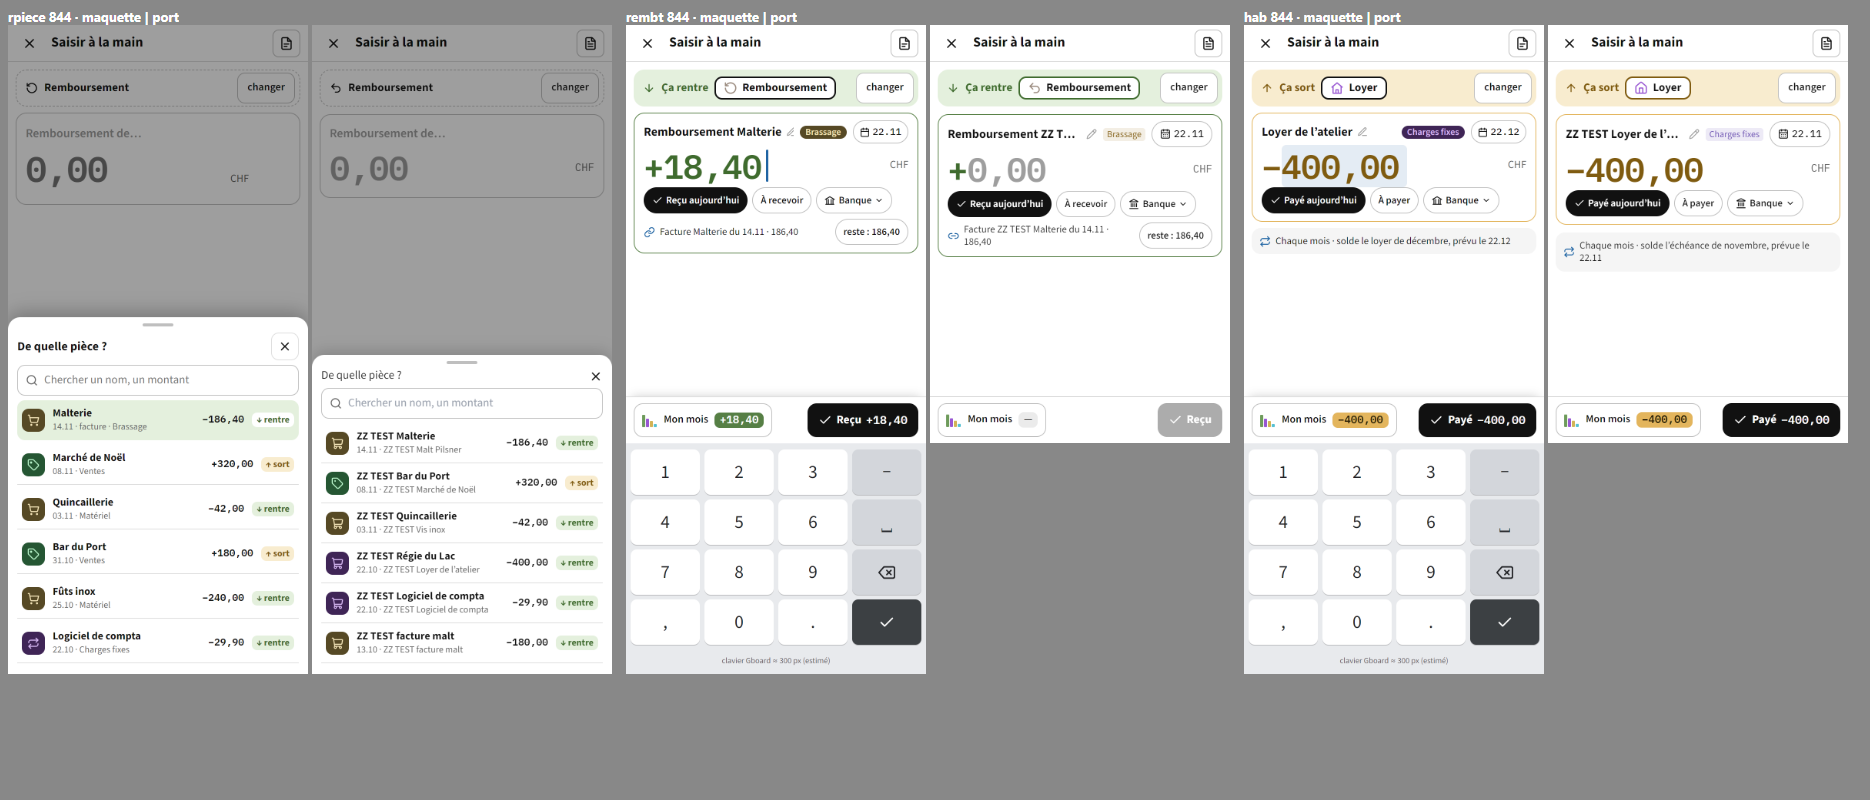 rpiece 844 · maquette | port
Saisir à la main
Remboursement
changer
Remboursement de…
0,00
CHF
De quelle pièce ?
Chercher un nom, un montant
Malterie
14.11 · facture · Brassage
−186,40
↓ rentre
Marché de Noël
08.11 · Ventes
+320,00
↑ sort
Quincaillerie
03.11 · Matériel
−42,00
↓ rentre
Bar du Port
31.10 · Ventes
+180,00
↑ sort
Fûts inox
25.10 · Matériel
−240,00
↓ rentre
Logiciel de compta
22.10 · Charges fixes
−29,90
↓ rentre
Saisir à la main
Remboursement
changer
Remboursement de…
0,00
CHF
De quelle pièce ?
Chercher un nom, un montant
ZZ TEST Malterie
14.11 · ZZ TEST Malt Pilsner
−186,40
↓ rentre
ZZ TEST Bar du Port
08.11 · ZZ TEST Marché de Noël
+320,00
↑ sort
ZZ TEST Quincaillerie
03.11 · ZZ TEST Vis inox
−42,00
↓ rentre
ZZ TEST Régie du Lac
22.10 · ZZ TEST Loyer de l'atelier
−400,00
↓ rentre
ZZ TEST Logiciel de compta
22.10 · ZZ TEST Logiciel de compta
−29,90
↓ rentre
ZZ TEST facture malt
13.10 · ZZ TEST facture malt
−180,00
↓ rentre
rembt 844 · maquette | port
Saisir à la main
↓ Ça rentre
Remboursement
changer
Remboursement Malterie
Brassage
22.11
+18,40
CHF
Reçu aujourd'hui
À recevoir
Banque
Facture Malterie du 14.11 · 186,40
reste : 186,40
Mon mois
+18,40
Reçu +18,40
1 2 3 −
4 5 6
7 8 9
, 0 .
clavier Gboard ≈ 300 px (estimé)
Saisir à la main
↓ Ça rentre
Remboursement
changer
Remboursement ZZ T…
Brassage
22.11
+0,00
CHF
Reçu aujourd'hui
À recevoir
Banque
Facture ZZ TEST Malterie du 14.11 ·
186,40
reste : 186,40
Mon mois
—
Reçu
hab 844 · maquette | port
Saisir à la main
↑ Ça sort
Loyer
changer
Loyer de l'atelier
Charges fixes
22.12
−400,00
CHF
Payé aujourd'hui
À payer
Banque
Chaque mois · solde le loyer de décembre, prévu le 22.12
Mon mois
−400,00
Payé −400,00
1 2 3 −
4 5 6
7 8 9
, 0 .
clavier Gboard ≈ 300 px (estimé)
Saisir à la main
↑ Ça sort
Loyer
changer
ZZ TEST Loyer de l'…
Charges fixes
22.11
−400,00
CHF
Payé aujourd'hui
À payer
Banque
Chaque mois · solde l'échéance de novembre, prévue le
22.11
Mon mois
−400,00
Payé −400,00